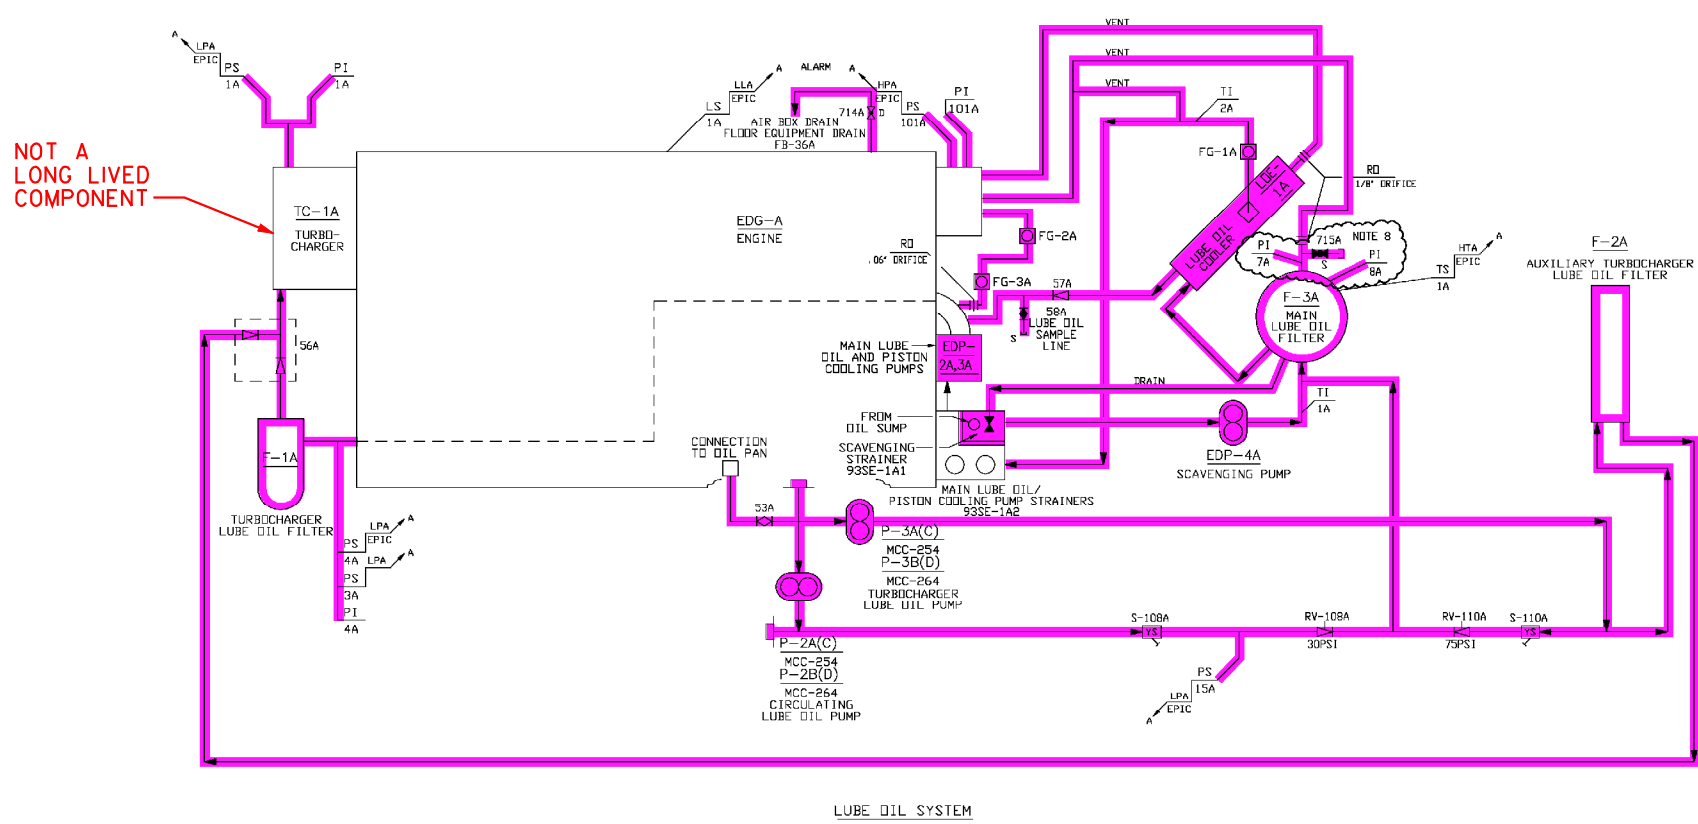 VENT
A
LPA
EPIC
PS
1A
PI
1A
VENT
LLA
EPIC
A
ALARM
A
HPA
EPIC
VENT
LS
1A
714A
D
PS
101A
PI
101A
TI
2A
AIR BOX DRAIN
FLOOR EQUIPMENT DRAIN
FB-36A
NOT A
LONG LIVED
COMPONENT
FG-1A
LOE-
1A
LUBE OIL
COOLER
RO
1/8" ORIFICE
TC-1A
TURBO-
CHARGER
EDG-A
ENGINE
RO
.06" ORIFICE
FG-2A
FG-3A
PI
7A
715A
S
NOTE 8
PI
8A
HTA
EPIC
A
TS
1A
F-2A
AUXILIARY TURBOCHARGER
LUBE OIL FILTER
57A
58A
LUBE OIL
SAMPLE
LINE
S
F-3A
MAIN
LUBE OIL
FILTER
56A
MAIN LUBE
OIL AND PISTON
COOLING PUMPS
EDP-
2A,3A
DRAIN
TI
1A
FROM
OIL SUMP
SCAVENGING
STRAINER
93SE-1A1
EDP-4A
SCAVENGING PUMP
CONNECTION
TO OIL PAN
F-1A
TURBOCHARGER
LUBE OIL FILTER
MAIN LUBE OIL/
PISTON COOLING PUMP STRAINERS
93SE-1A2
53A
PS
4A
LPA
EPIC
A
PS
3A
LPA
A
PI
4A
P-3A(C)
MCC-254
P-3B(D)
MCC-264
TURBOCHARGER
LUBE OIL PUMP
S-108A
YS
RV-108A
30PSI
RV-110A
75PSI
S-110A
YS
P-2A(C)
MCC-254
P-2B(D)
MCC-264
CIRCULATING
LUBE OIL PUMP
PS
15A
LPA
EPIC
A
LUBE OIL SYSTEM